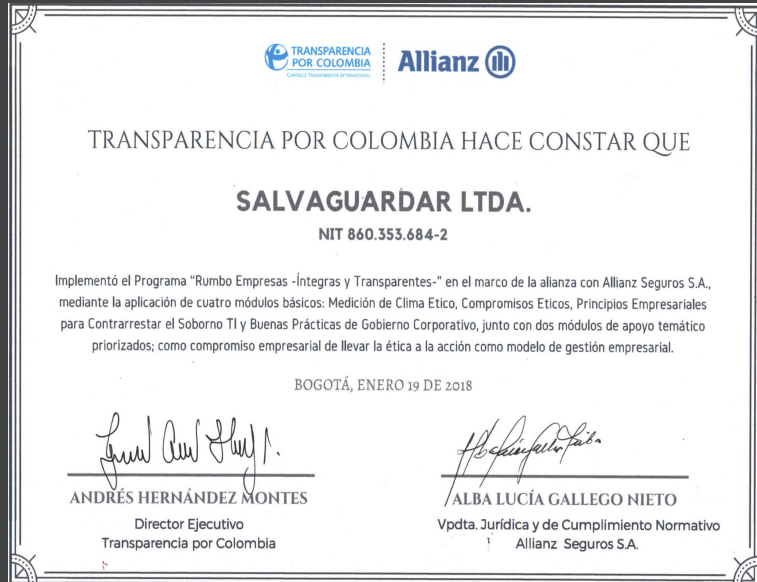 TRANSPARENCIA
POR COLOMBIA
CAPÍTULO TRANSPARENCIA INTERNACIONAL
Allianz
TRANSPARENCIA POR COLOMBIA HACE CONSTAR QUE
SALVAGUARDAR LTDA.
NIT 860.353.684-2
Implementó el Programa “Rumbo Empresas -Íntegras y Transparentes-” en el marco de la alianza con Allianz Seguros S.A.,
mediante la aplicación de cuatro módulos básicos: Medición de Clima Etico, Compromisos Eticos, Principios Empresariales
para Contrarrestar el Soborno TI y Buenas Prácticas de Gobierno Corporativo, junto con dos módulos de apoyo temático
priorizados; como compromiso empresarial de llevar la ética a la acción como modelo de gestión empresarial.
BOGOTÁ, ENERO 19 DE 2018
ANDRÉS HERNÁNDEZ MONTES
Director Ejecutivo
Transparencia por Colombia
ALBA LUCÍA GALLEGO NIETO
Vpdta. Jurídica y de Cumplimiento Normativo
Allianz Seguros S.A.